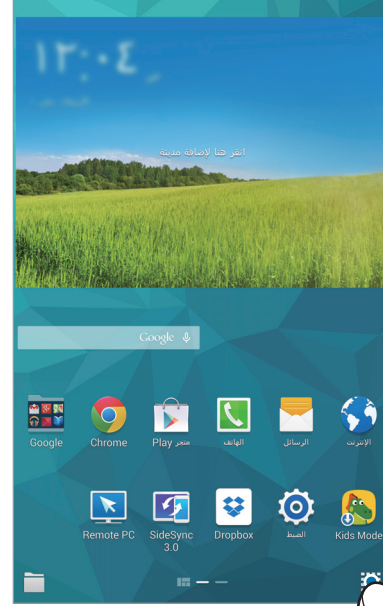 ١٢:٠٤
انقر هنا لإضافة مدينة
Google
الإنترنت
الرسائل
الهاتف
متجر Play
Chrome
Google
Kids Mode
الضبط
Dropbox
SideSync
3.0
Remote PC